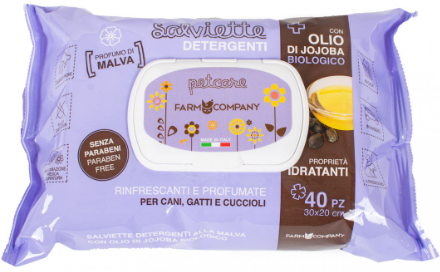 salviette
DETERGENTI
PROFUMO DI
MALVA
CON
OLIO
DI JOJOBA
BIOLOGICO
petcare
FARM COMPANY
MADE IN ITALY
SENZA
PARABENI
PARABEN
FREE
PROPRIETÀ
IDRATANTI
RINFRESCANTI E PROFUMATE
PER CANI, GATTI E CUCCIOLI
40 PZ
30x20 cm
SALVIETTE DETERGENTI ALLA MALVA
CON OLIO DI JOJOBA BIOLOGICO
FARM COMPANY